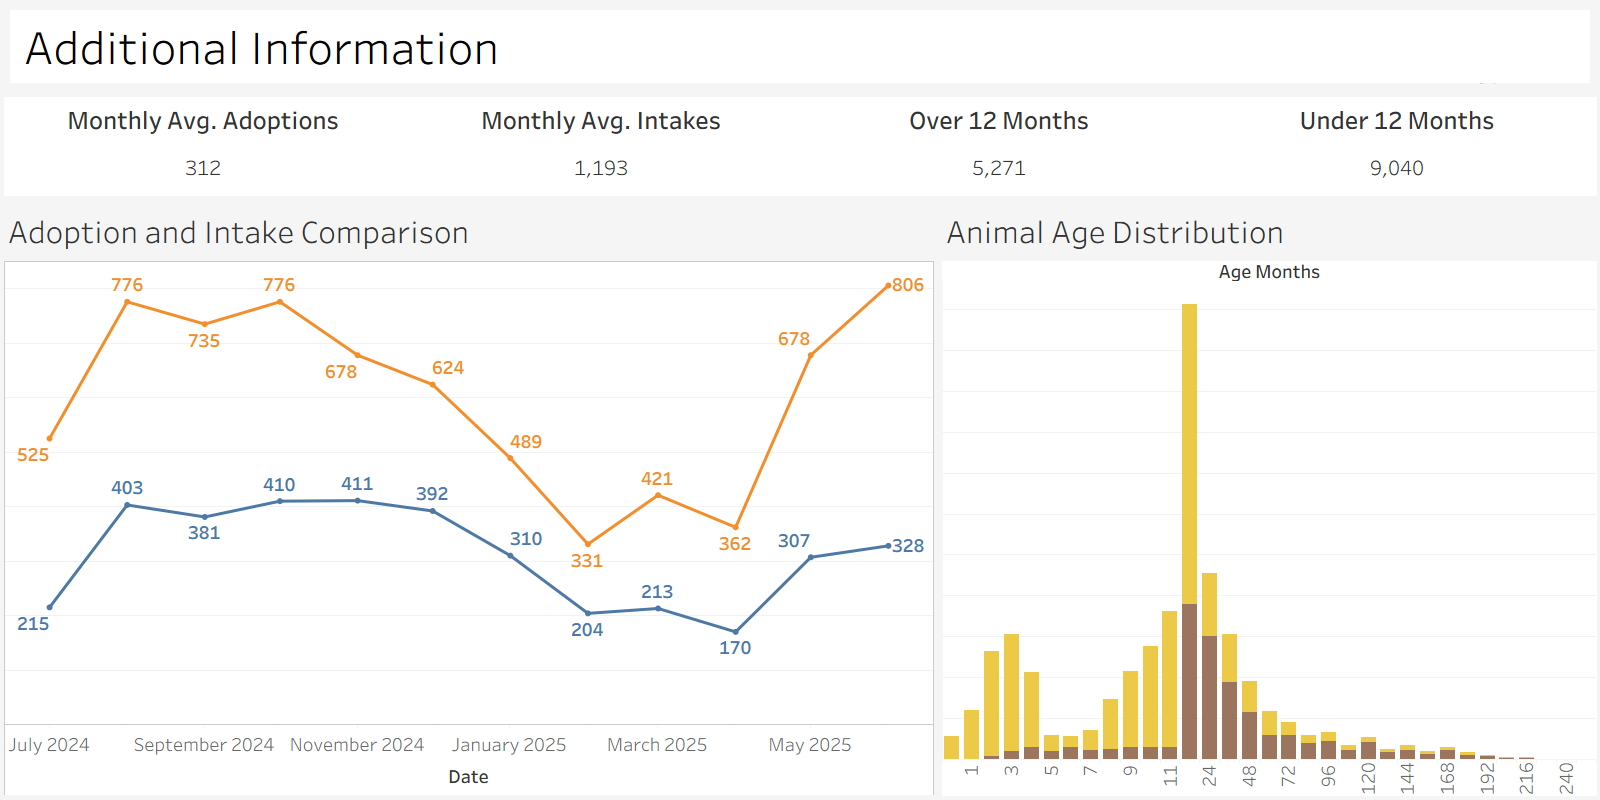 Additional Information
Monthly Avg. Adoptions
Monthly Avg. Intakes
Over 12 Months
Under 12 Months
312
1,193
5,271
9,040
Adoption and Intake Comparison
776
776
806
735
678
678
624
525
489
421
362
331
403
410
411
392
381
310
307
328
215
204
213
170
July 2024
September 2024
November 2024
January 2025
March 2025
May 2025
Date
Animal Age Distribution
Age Months
1
3
5
7
9
11
24
48
72
96
120
144
168
192
216
240